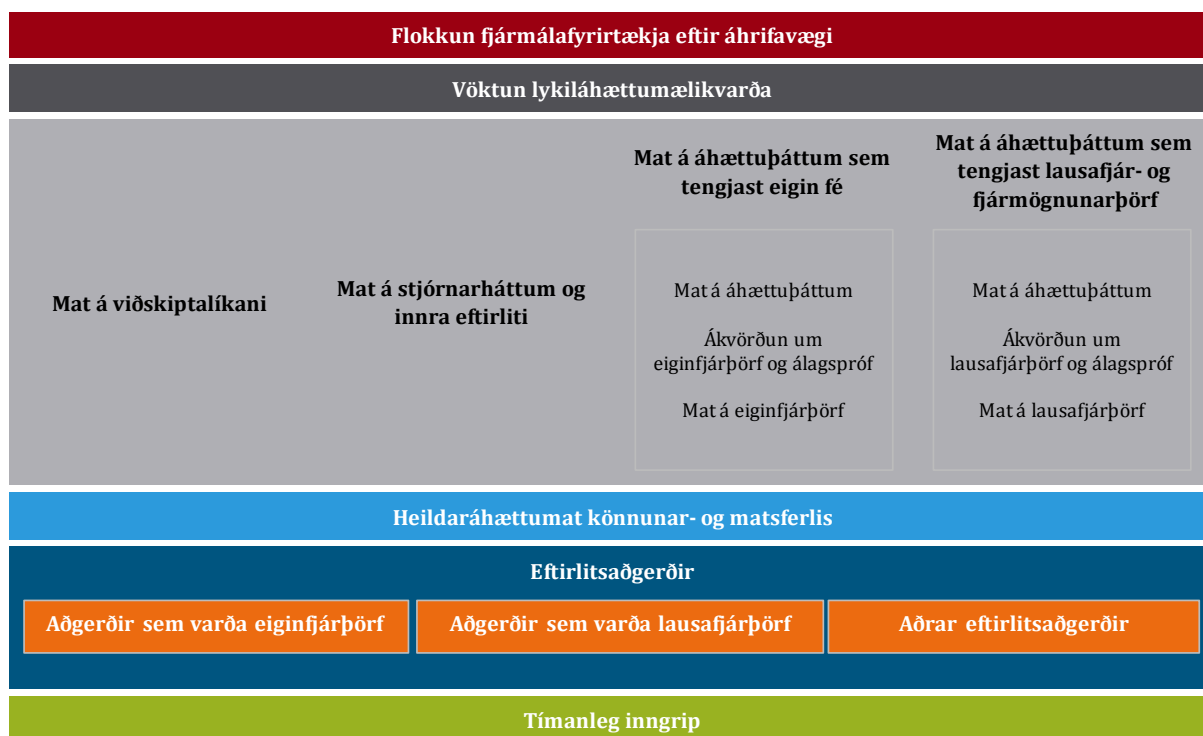 Flokkun fjármálafyrirtækja eftir áhrifavægi
Vöktun lykiláhættumælikvarða
Mat á viðskiptalíkani
Mat á stjórnarháttum og
innra eftirliti
Mat á áhættuþáttum sem
tengjast eigin fé
Mat á áhættuþáttum
Ákvörðun um
eiginfjárþörf og álagspróf
Mat á eiginfjárþörf
Mat á áhættuþáttum sem
tengjast lausafjár- og
fjármögnunarþörf
Mat á áhættuþáttum
Ákvörðun um
lausafjárþörf og álagspróf
Mat á lausafjárþörf
Heildaráhættumat könnunar- og matsferlis
Eftirlitsaðgerðir
Aðgerðir sem varða eiginfjárþörf
Aðgerðir sem varða lausafjárþörf
Aðrar eftirlitsaðgerðir
Tímanleg inngrip